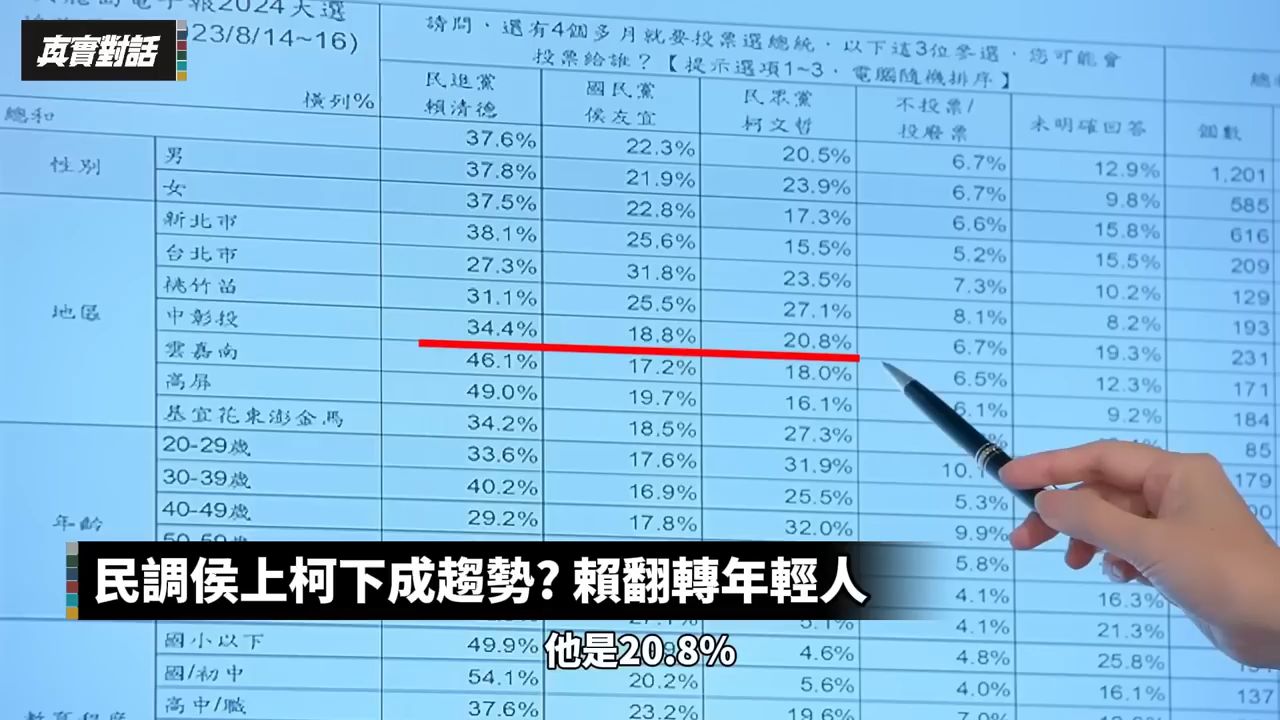 電子報2024大選
23/8/14~16)
真實對話
請問，還有4個多月就要投票選總統，以下這3位參選，您可能會
投票給誰？【提示選項1~3，電腦隨機排序】
橫列%
民進黨 賴清德
國民黨 侯友宜
民眾黨 柯文哲
不投票/ 投廢票
未明確回答
個數
總和 37.6% 22.3% 20.5% 6.7% 12.9% 1,201
性別
男 37.8% 21.9% 23.9% 6.7% 9.8% 585
女 37.5% 22.8% 17.3% 6.6% 15.8% 616
地區
新北市 38.1% 25.6% 15.5% 5.2% 15.5% 209
台北市 27.3% 31.8% 23.5% 7.3% 10.2% 129
桃竹苗 31.1% 25.5% 27.1% 8.1% 8.2% 193
中彰投 34.4% 18.8% 20.8% 6.7% 19.3% 231
雲嘉南 46.1% 17.2% 18.0% 6.5% 12.3% 171
高屏 49.0% 19.7% 16.1% 6.1% 9.2% 184
基宜花東澎金馬 34.2% 18.5% 27.3% 85
年齡
20-29歲 33.6% 17.6% 31.9% 10.1 179
30-39歲 40.2% 16.9% 25.5% 5.3%
40-49歲 29.2% 17.8% 32.0% 9.9%
5.8%
4.1% 16.3%
4.1% 21.3%
民調侯上柯下成趨勢? 賴翻轉年輕人
國小以下 49.9% 4.6% 4.8% 25.8%
他是20.8%
國/初中 54.1% 20.2% 5.6% 4.0% 16.1% 137
高中/職 37.6% 23.2% 19.6%